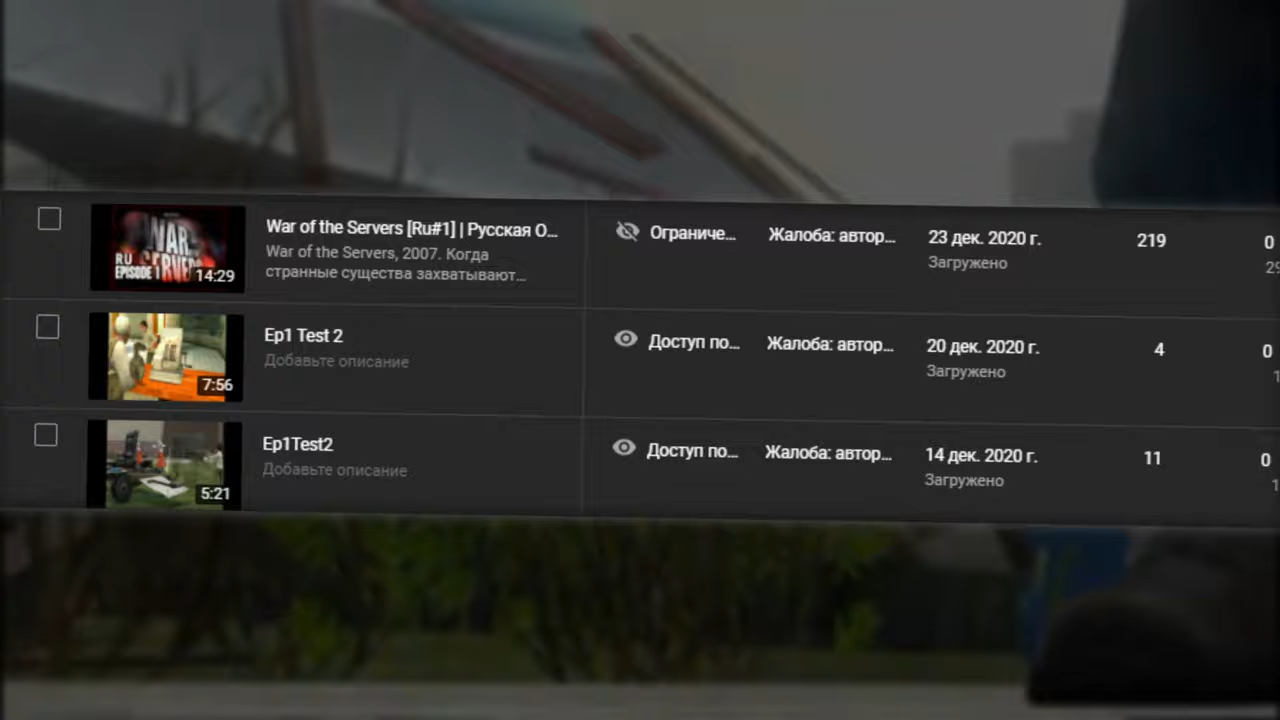 War of the Servers [Ru#1] | Русская О...
War of the Servers, 2007. Когда
странные существа захватывают...
WAR
SERVERS
RU
EPISODE 1
14:29
Ограниче...
Жалоба: автор...
23 дек. 2020 г.
Загружено
219
0
Ep1 Test 2
Добавьте описание
7:56
Доступ по...
Жалоба: автор...
20 дек. 2020 г.
Загружено
4
0
1
Ep1Test2
Добавьте описание
5:21
Доступ по...
Жалоба: автор...
14 дек. 2020 г.
Загружено
11
0
1